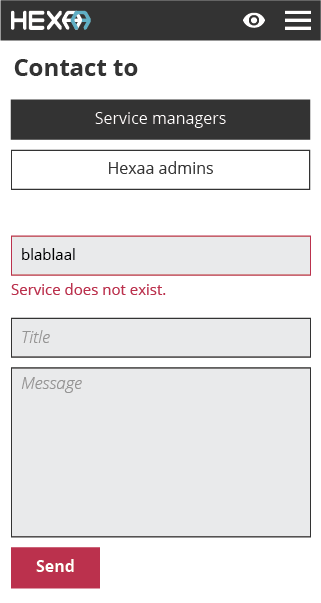 HEXAA
Contact to
Service managers
Hexaa admins
blablaal
Service does not exist.
Title
Message
Send